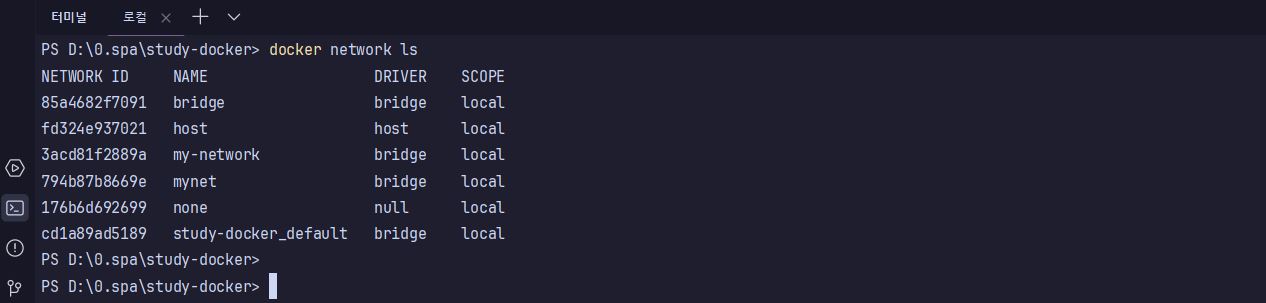 터미널 로컬
PS D:\0.spa\study-docker> docker network ls
NETWORK ID     NAME                   DRIVER    SCOPE
85a4682f7091   bridge                 bridge    local
fd324e937021   host                   host      local
3acd81f2889a   my-network             bridge    local
794b87b8669e   mynet                  bridge    local
176b6d692699   none                   null      local
cd1a89ad5189   study-docker_default   bridge    local
PS D:\0.spa\study-docker>
PS D:\0.spa\study-docker>